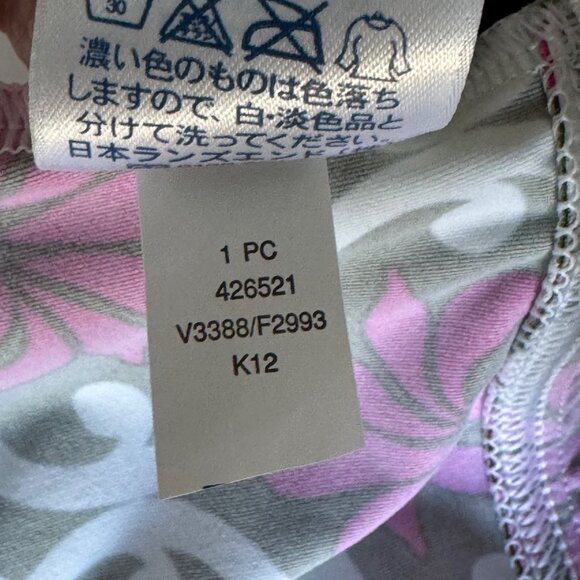 30
濃い色のものは色落ち
しますので、白・淡色品と
分けて洗ってください。
日本ランズエンド
1 PC
426521
V3388/F2993
K12